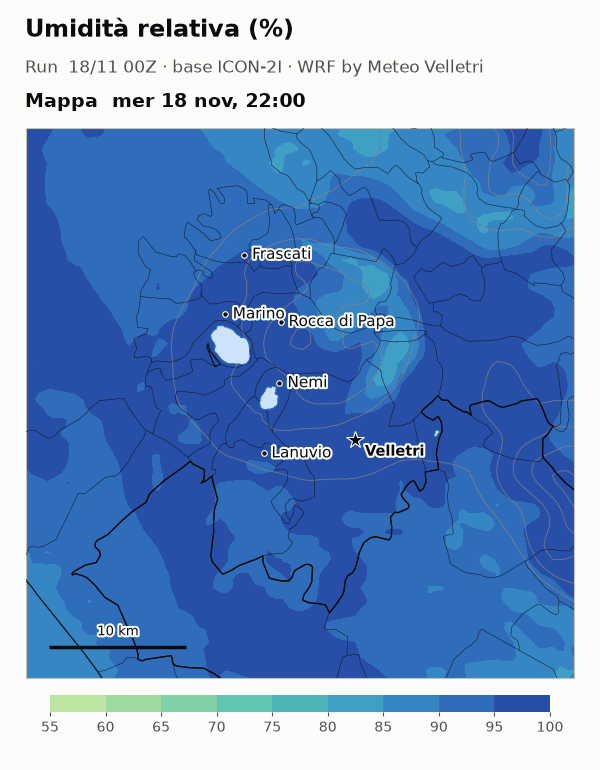 Umidità relativa (%)
Run  18/11 00Z · base ICON-2I · WRF by Meteo Velletri
Mappa  mer 18 nov, 22:00
Frascati
Marino
Rocca di Papa
Nemi
Velletri
Lanuvio
10 km
55 60 65 70 75 80 85 90 95 100